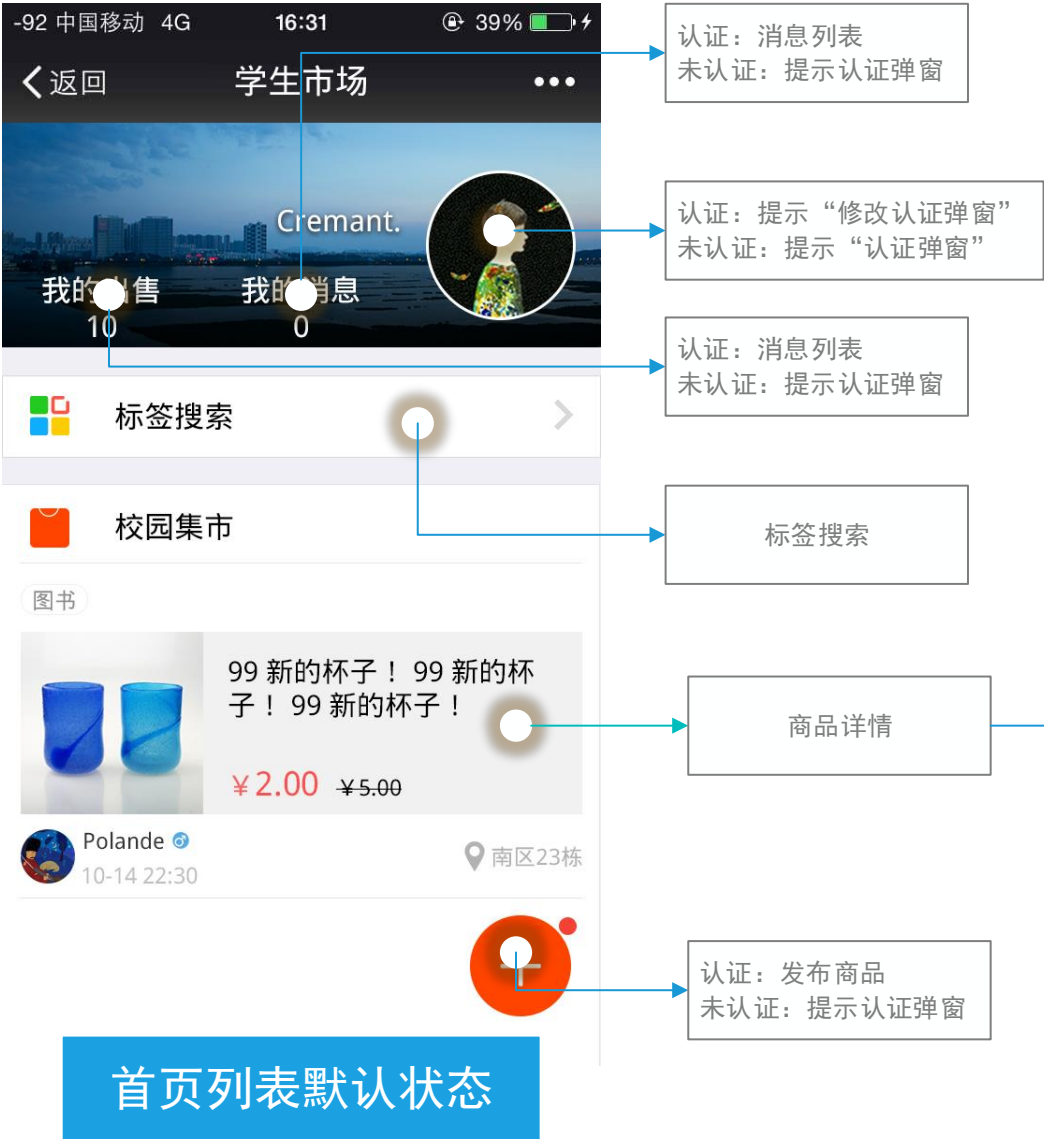 -92 中国移动 4G 16:31 39%
返回 学生市场
Cremant.
我的出售 我的消息
10 0
标签搜索
校园集市
图书
99 新的杯子！ 99 新的杯
子！ 99 新的杯子！
￥2.00 ￥5.00
Polande
10-14 22:30
南区23栋
首页列表默认状态
认证：消息列表
未认证：提示认证弹窗
认证：提示“修改认证弹窗”
未认证：提示“认证弹窗”
认证：消息列表
未认证：提示认证弹窗
标签搜索
商品详情
认证：发布商品
未认证：提示认证弹窗